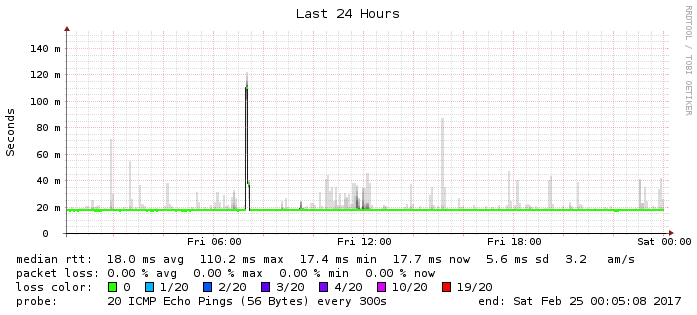 Last 24 Hours
RRDTOOL / TOBI OETIKER
Seconds
140 m
120 m
100 m
80 m
60 m
40 m
20 m
0
Fri 06:00 Fri 12:00 Fri 18:00 Sat 00:00
median rtt: 18.0 ms avg 110.2 ms max 17.4 ms min 17.7 ms now 5.6 ms sd 3.2 am/s
packet loss: 0.00 % avg 0.00 % max 0.00 % min 0.00 % now
loss color: 0 1/20 2/20 3/20 4/20 10/20 19/20
probe: 20 ICMP Echo Pings (56 Bytes) every 300s end: Sat Feb 25 00:05:08 2017